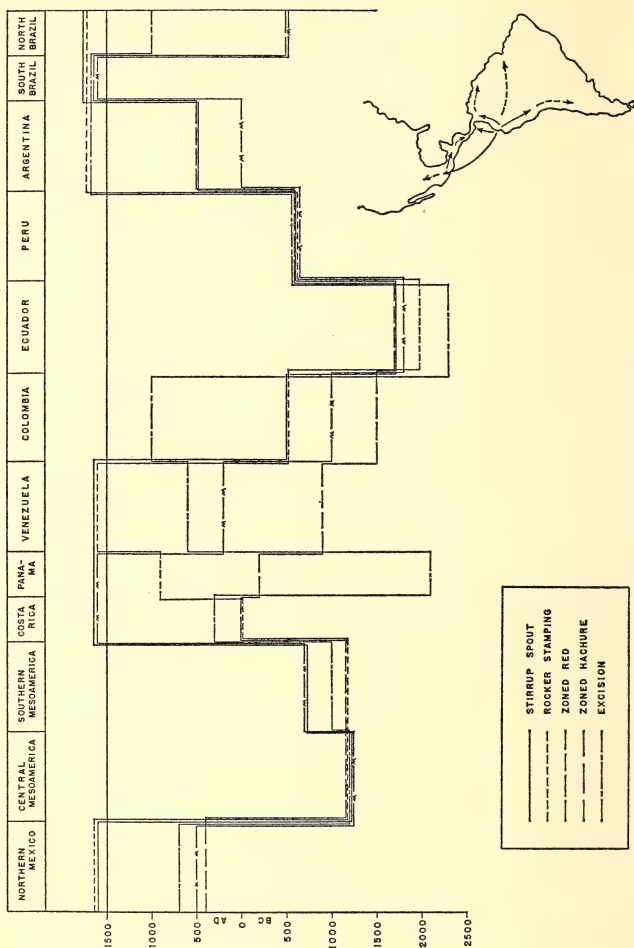 NORTHERN
MEXICO
CENTRAL
MESOAMERICA
SOUTHERN
MESOAMERICA
COSTA
RICA
PANA-
MA
VENEZUELA
COLOMBIA
ECUADOR
PERU
ARGENTINA
SOUTH
BRAZIL
NORTH
BRAZIL
1500
1000
500
AD
0
BC
500
1000
1500
2000
2500
STIRRUP SPOUT
ROCKER STAMPING
ZONED RED
ZONED HACHURE
EXCISION